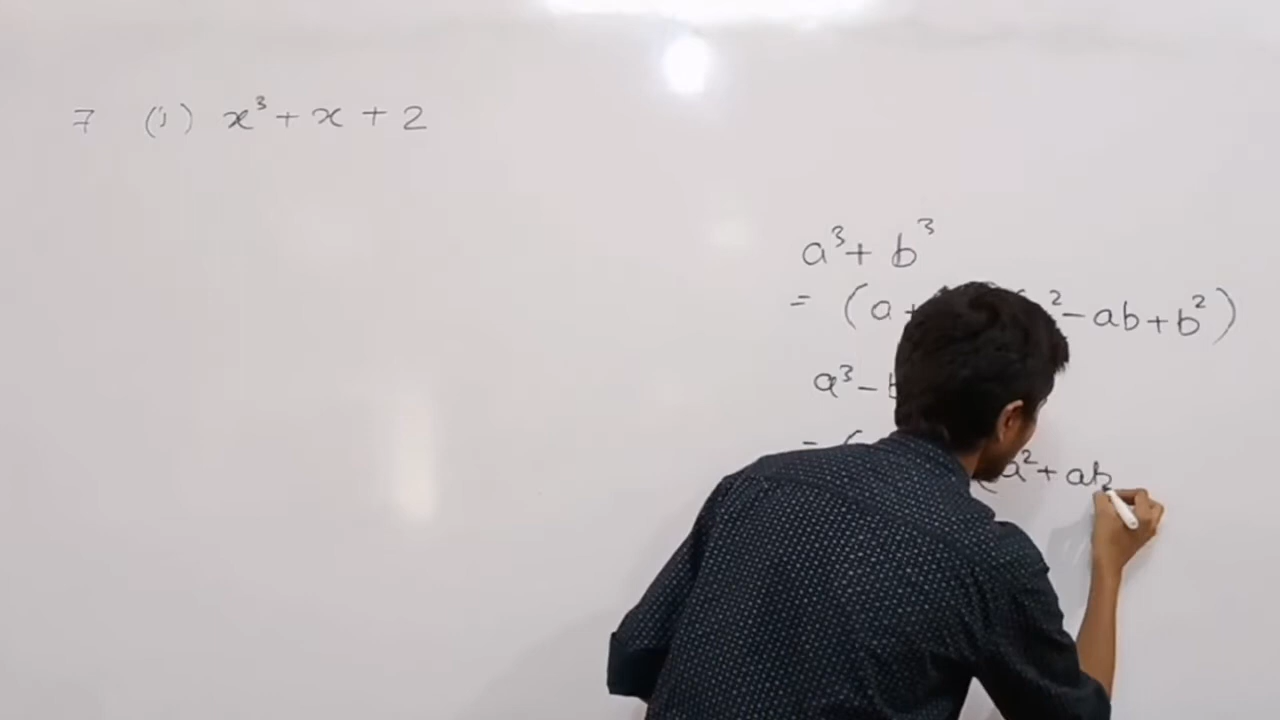 7 (i) x³ + x + 2
a³ + b³
= (a + ² - ab + b²)
a³ - b
= ( a² + ab